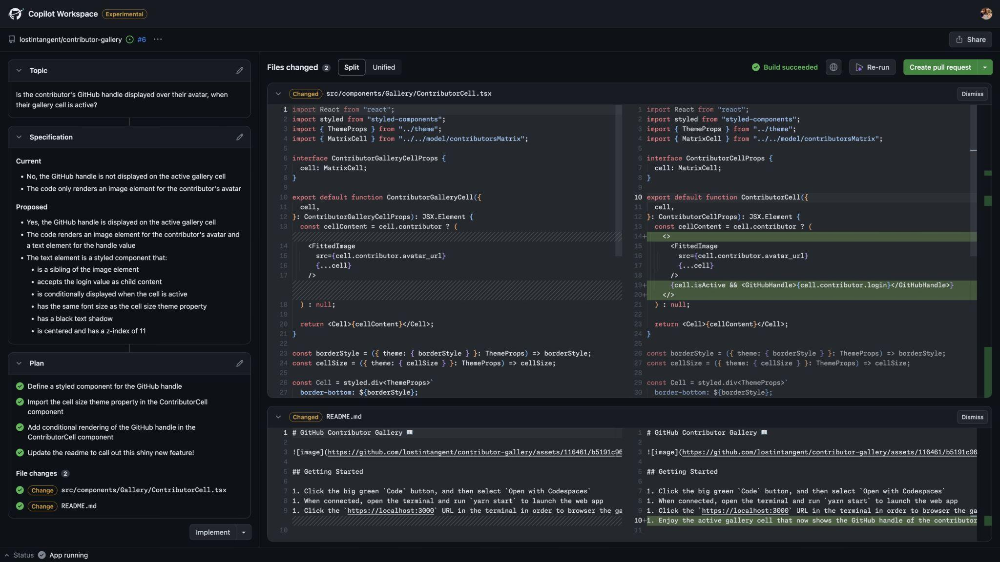 Copilot Workspace Experimental
lostintangent/contributor-gallery #6 ···
Share
Topic
Is the contributor's GitHub handle displayed over their avatar, when
their gallery cell is active?
Specification
Current
• No, the GitHub handle is not displayed on the active gallery cell
• The code only renders an image element for the contributor's avatar
Proposed
• Yes, the GitHub handle is displayed on the active gallery cell
• The code renders an image element for the contributor's avatar and
a text element for the handle value
• The text element is a styled component that:
• is a sibling of the image element
• accepts the login value as child content
• is conditionally displayed when the cell is active
• has the same font size as the cell size theme property
• has a black text shadow
• is centered and has a z-index of 11
Plan
Define a styled component for the GitHub handle
Import the cell size theme property in the ContributorCell
component
Add conditional rendering of the GitHub handle in the
ContributorCell component
Update the readme to call out this shiny new feature!
File changes 2
Change src/components/Gallery/ContributorCell.tsx
Change README.md
Implement
Files changed 2 Split Unified
Build succeeded Re-run Create pull request
Changed src/components/Gallery/ContributorCell.tsx Dismiss
1 import React from "react";
2 import styled from "styled-components";
3 import { ThemeProps } from "../theme";
4 import { MatrixCell } from "../../model/contributorsMatrix";
5
6 interface ContributorGalleryCellProps {
7 cell: MatrixCell;
8 }
9
10 export default function ContributorGalleryCell({
11 cell,
12 }: ContributorGalleryCellProps): JSX.Element {
13 const cellContent = cell.contributor ? (
14 <FittedImage
15 src={cell.contributor.avatar_url}
16 {...cell}
17 />
18 ) : null;
19
20 return <Cell>{cellContent}</Cell>;
21 }
22
23 const borderStyle = ({ theme: { borderStyle } }: ThemeProps) => borderStyle;
24 const cellSize = ({ theme: { cellSize } }: ThemeProps) => cellSize;
25
26 const Cell = styled.div<ThemeProps>`
27 border-bottom: ${borderStyle};
1 import React from "react";
2 import styled from "styled-components";
3 import { ThemeProps } from "../theme";
4 import { MatrixCell } from "../../model/contributorsMatrix";
5
6 interface ContributorCellProps {
7 cell: MatrixCell;
8 }
9
10 export default function ContributorCell({
11 cell,
12 }: ContributorCellProps): JSX.Element {
13 const cellContent = cell.contributor ? (
14+ <>
15 <FittedImage
16 src={cell.contributor.avatar_url}
17 {...cell}
18 />
19+ {cell.isActive && <GitHubHandle>{cell.contributor.login}</GitHubHandle>}
20+ </>
21 ) : null;
22
23 return <Cell>{cellContent}</Cell>;
24 }
25
26 const borderStyle = ({ theme: { borderStyle } }: ThemeProps) => borderStyle;
27 const cellSize = ({ theme: { cellSize } }: ThemeProps) => cellSize;
28
29 const Cell = styled.div<ThemeProps>`
30 border-bottom: ${borderStyle};
Changed README.md Dismiss
1 # GitHub Contributor Gallery 📖
2
3 ![image](https://github.com/lostintangent/contributor-gallery/assets/116461/b5191c96
4
5 ## Getting Started
6
7 1. Click the big green `Code` button, and then select `Open with Codespaces`
8 1. When connected, open the terminal and run `yarn start` to launch the web app
9 1. Click the `https://localhost:3000` URL in the terminal in order to browser the ga
10
1 # GitHub Contributor Gallery 📖
2
3 ![image](https://github.com/lostintangent/contributor-gallery/assets/116461/b5191c96
4
5 ## Getting Started
6
7 1. Click the big green `Code` button, and then select `Open with Codespaces`
8 1. When connected, open the terminal and run `yarn start` to launch the web app
9 1. Click the `https://localhost:3000` URL in the terminal in order to browser the ga
10+ 1. Enjoy the active gallery cell that now shows the GitHub handle of the contributor
11
Status App running